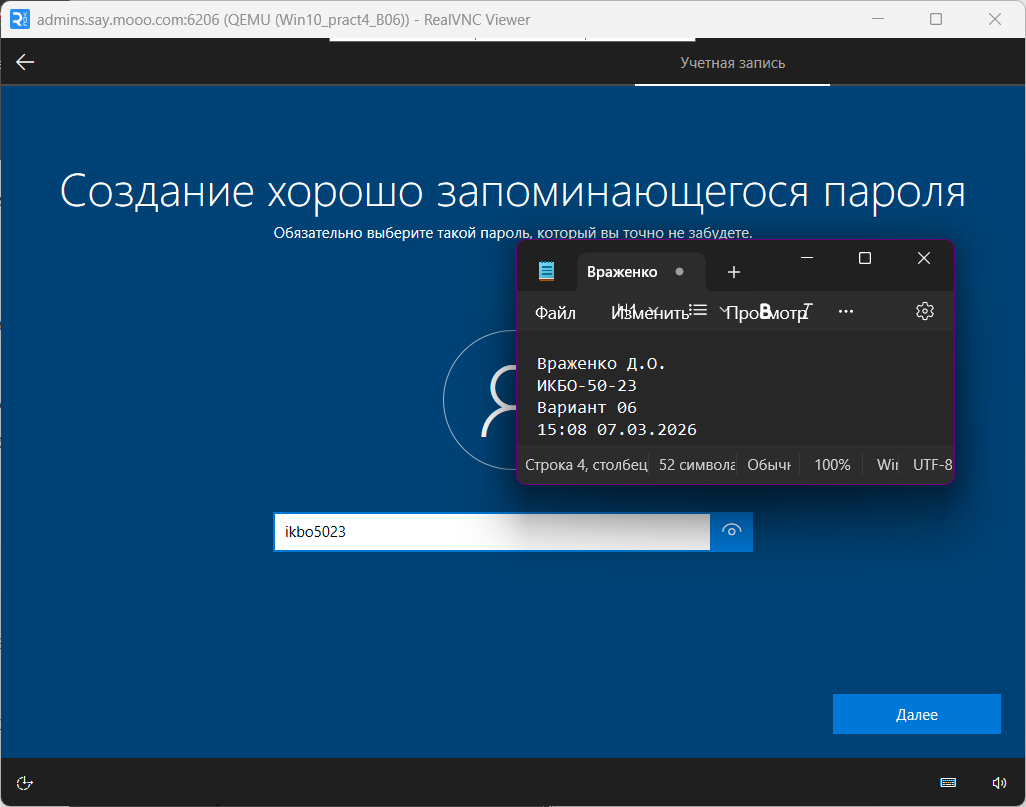 admins.say.mooo.com:6206 (QEMU (Win10_pract4_B06)) - RealVNC Viewer
Учетная запись
Создание хорошо запоминающегося пароля
Обязательно выберите такой пароль, который вы точно не забудете.
Враженко
Файл Изменить Просмотр
Враженко Д.О.
ИКБО-50-23
Вариант 06
15:08 07.03.2026
Строка 4, столбец 52 символа 100% UTF-8
ikbo5023
Далее